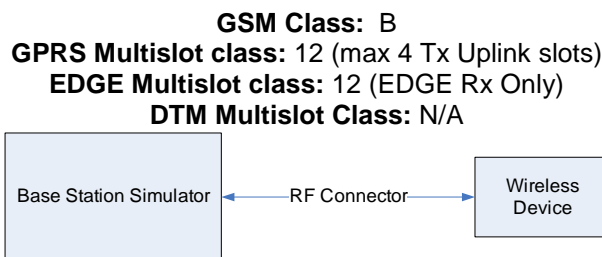 GSM Class: B
GPRS Multislot class: 12 (max 4 Tx Uplink slots)
EDGE Multislot class: 12 (EDGE Rx Only)
DTM Multislot Class: N/A
Base Station Simulator
RF Connector
Wireless
Device